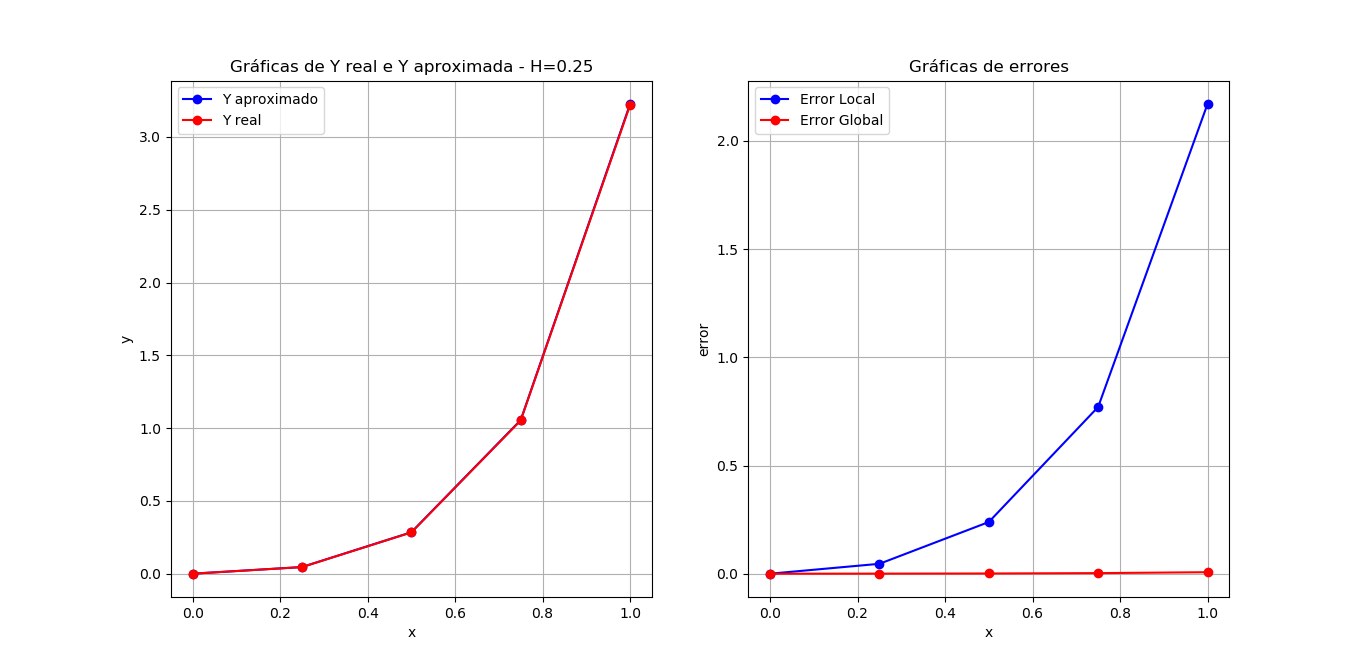 Gráficas de Y real e Y aproximada - H=0.25
Y aproximado
Y real
3.0
2.5
2.0
1.5
1.0
0.5
0.0
y
0.0 0.2 0.4 0.6 0.8 1.0
x
Gráficas de errores
Error Local
Error Global
2.0
1.5
1.0
0.5
0.0
error
0.0 0.2 0.4 0.6 0.8 1.0
x